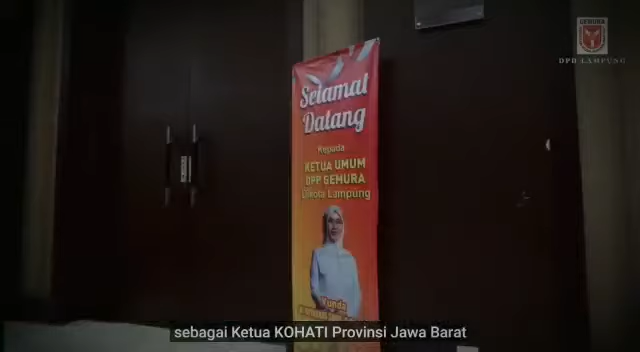 GEMURA
DPD LAMPUNG
Selamat
Datang
Kepada
KETUA UMUM
DPP GEMURA
Di Kota Lampung
Yunda
sebagai Ketua KOHATI Provinsi Jawa Barat